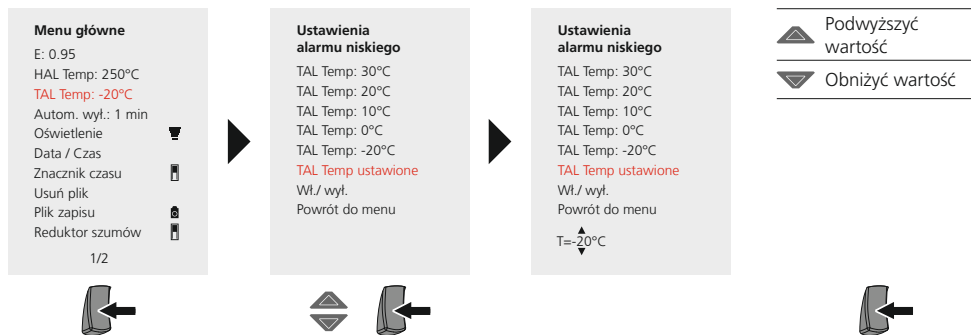 Menu główne
E: 0.95
HAL Temp: 250°C
TAL Temp: -20°C
Autom. wył.: 1 min
Oświetlenie
Data / Czas
Znacznik czasu
Usuń plik
Plik zapisu
Reduktor szumów
1/2
Ustawienia
alarmu niskiego
TAL Temp: 30°C
TAL Temp: 20°C
TAL Temp: 10°C
TAL Temp: 0°C
TAL Temp: -20°C
TAL Temp ustawione
Wł./ wył.
Powrót do menu
Ustawienia
alarmu niskiego
TAL Temp: 30°C
TAL Temp: 20°C
TAL Temp: 10°C
TAL Temp: 0°C
TAL Temp: -20°C
TAL Temp ustawione
Wł./ wył.
Powrót do menu
T=-20°C
Podwyższyć
wartość
Obniżyć wartość